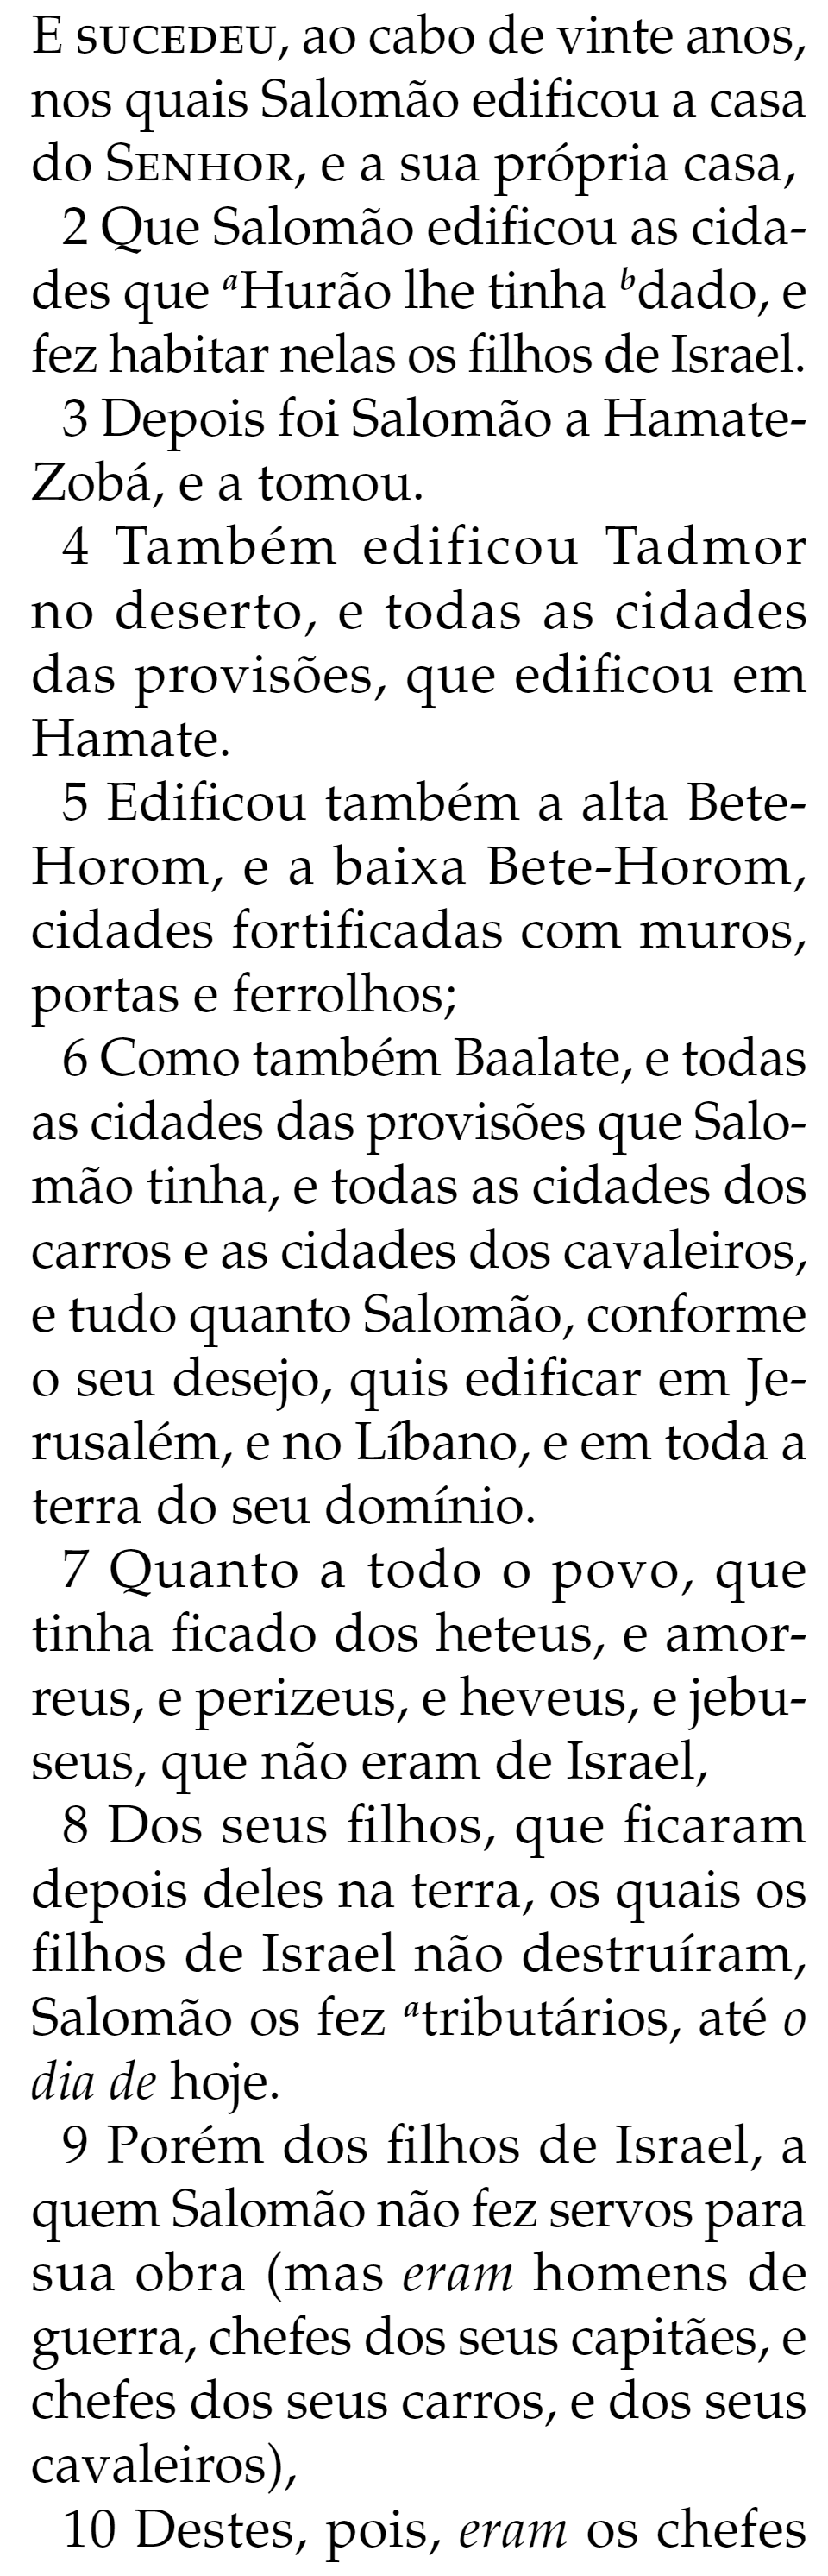 E SUCEDEU, ao cabo de vinte anos,
nos quais Salomão edificou a casa
do SENHOR, e a sua própria casa,
2 Que Salomão edificou as cida-
des que aHurão lhe tinha bdado, e
fez habitar nelas os filhos de Israel.
3 Depois foi Salomão a Hamate-
Zobá, e a tomou.
4 Também edificou Tadmor
no deserto, e todas as cidades
das provisões, que edificou em
Hamate.
5 Edificou também a alta Bete-
Horom, e a baixa Bete-Horom,
cidades fortificadas com muros,
portas e ferrolhos;
6 Como também Baalate, e todas
as cidades das provisões que Salo-
mão tinha, e todas as cidades dos
carros e as cidades dos cavaleiros,
e tudo quanto Salomão, conforme
o seu desejo, quis edificar em Je-
rusalém, e no Líbano, e em toda a
terra do seu domínio.
7 Quanto a todo o povo, que
tinha ficado dos heteus, e amor-
reus, e perizeus, e heveus, e jebu-
seus, que não eram de Israel,
8 Dos seus filhos, que ficaram
depois deles na terra, os quais os
filhos de Israel não destruíram,
Salomão os fez atributários, até o
dia de hoje.
9 Porém dos filhos de Israel, a
quem Salomão não fez servos para
sua obra (mas eram homens de
guerra, chefes dos seus capitães, e
chefes dos seus carros, e dos seus
cavaleiros),
10 Destes, pois, eram os chefes